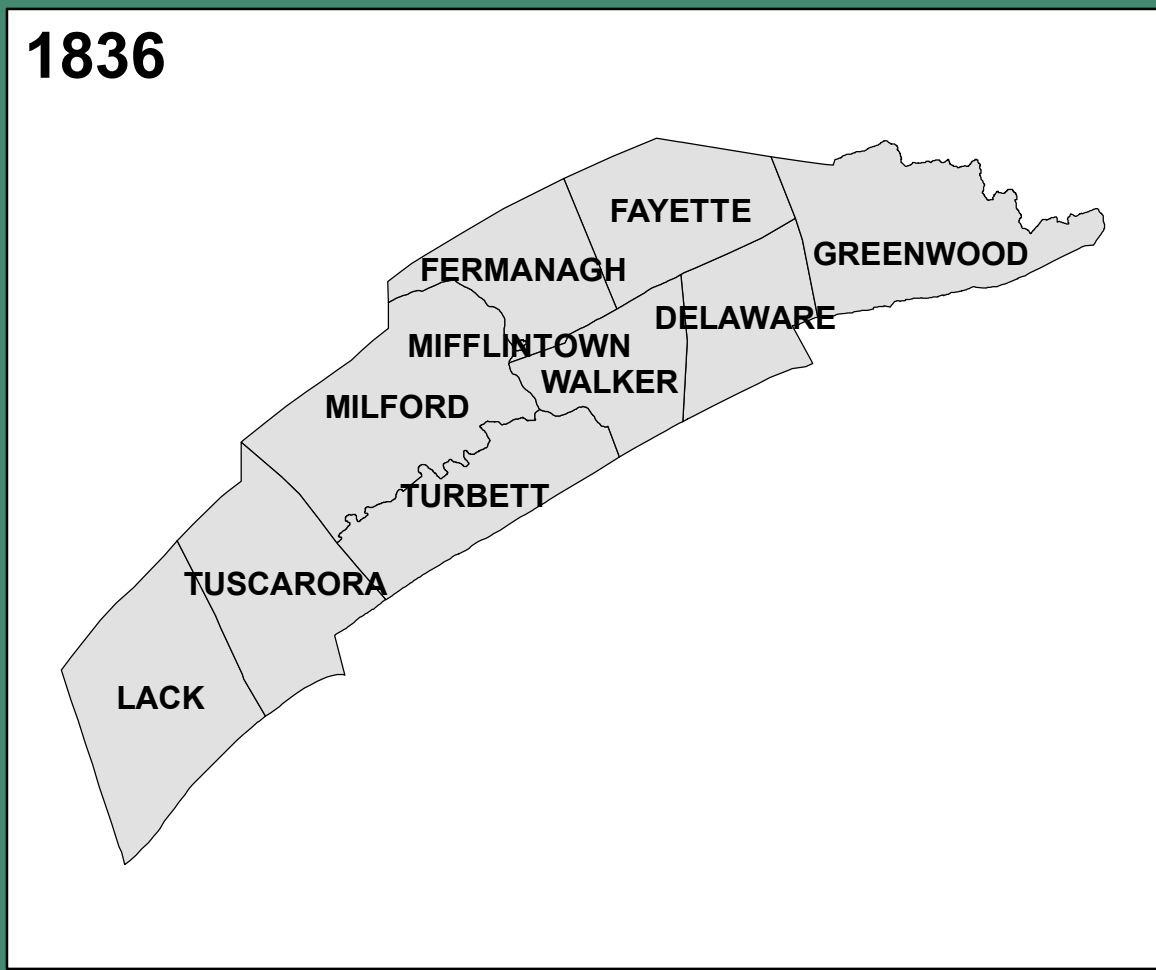 1836
FAYETTE
GREENWOOD
FERMANAGH
DELAWARE
MIFFLINTOWN
WALKER
MILFORD
TURBETT
TUSCARORA
LACK